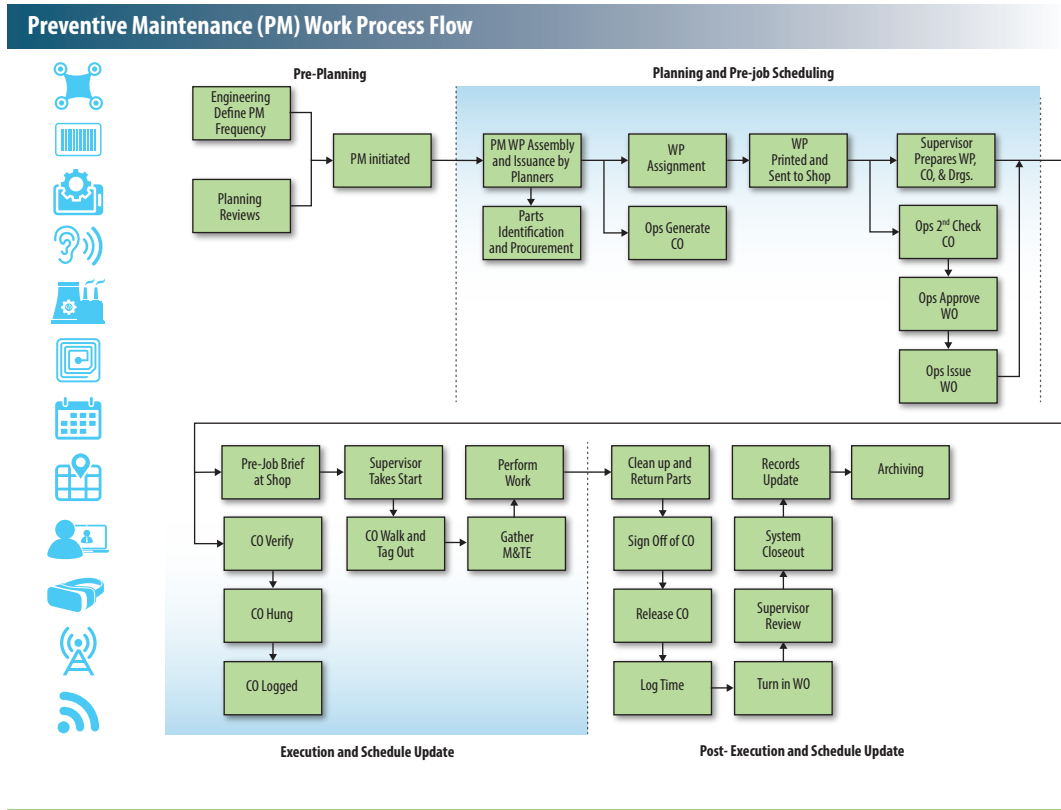 Preventive Maintenance (PM) Work Process Flow
Pre-Planning
Planning and Pre-job Scheduling
Engineering
Define PM
Frequency
Planning
Reviews
PM initiated
PM WP Assembly
and Issuance by
Planners
Parts
Identification
and Procurement
WP
Assignment
Ops Generate
CO
WP
Printed and
Sent to Shop
Supervisor
Prepares WP,
CO, & Drgs.
Ops 2nd Check
CO
Ops Approve
WO
Ops Issue
WO
Pre-Job Brief
at Shop
Supervisor
Takes Start
Perform
Work
CO Verify
CO Walk and
Tag Out
Gather
M&TE
CO Hung
CO Logged
Clean up and
Return Parts
Records
Update
Archiving
Sign Off of CO
System
Closeout
Release CO
Supervisor
Review
Log Time
Turn in WO
Execution and Schedule Update
Post- Execution and Schedule Update